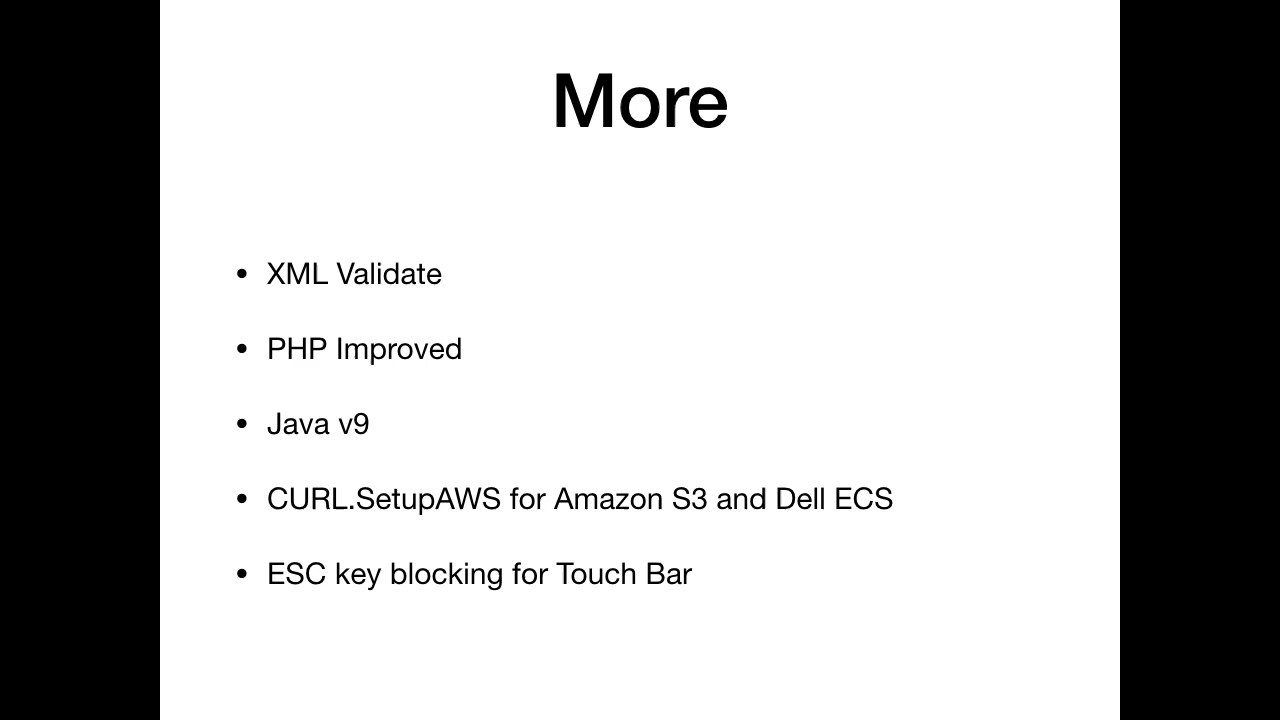 More
• XML Validate
• PHP Improved
• Java v9
• CURL.SetupAWS for Amazon S3 and Dell ECS
• ESC key blocking for Touch Bar